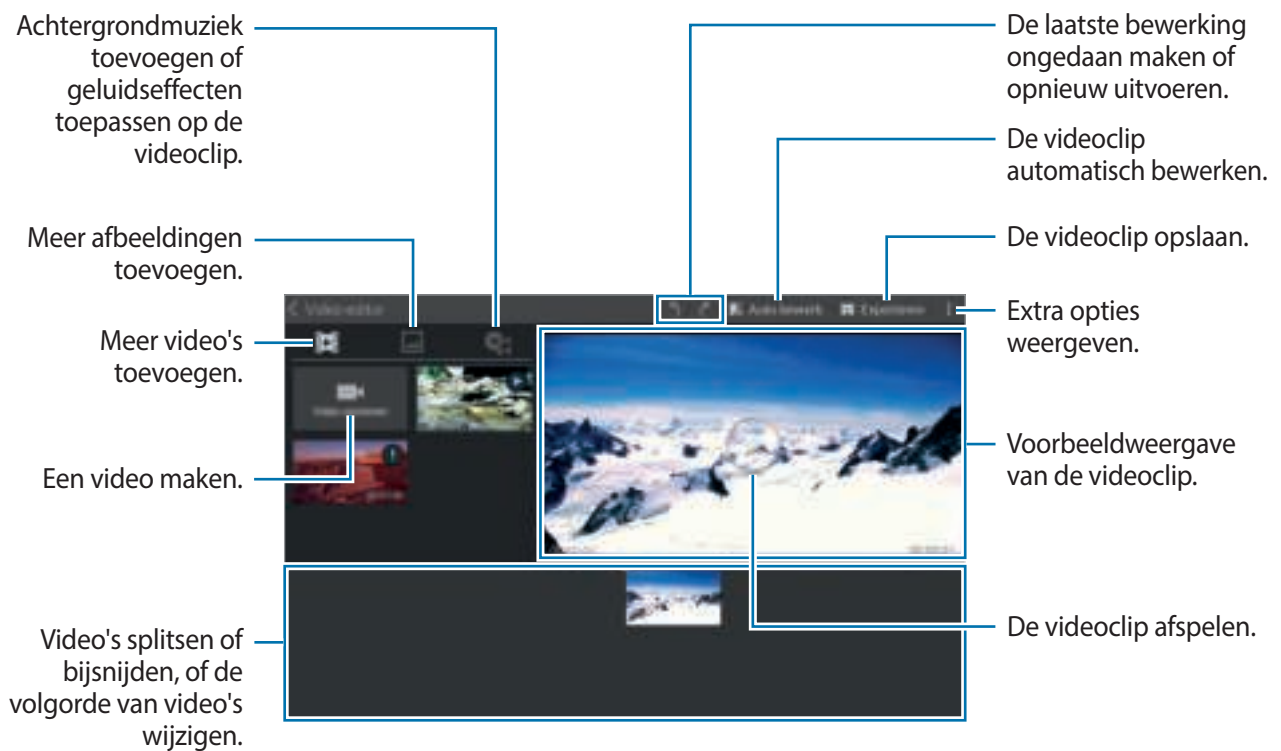 Achtergrondmuziek
toevoegen of
geluidseffecten
toepassen op de
videoclip.
Meer afbeeldingen
toevoegen.
Meer video's
toevoegen.
Een video maken.
Video's splitsen of
bijsnijden, of de
volgorde van video's
wijzigen.
De laatste bewerking
ongedaan maken of
opnieuw uitvoeren.
De videoclip
automatisch bewerken.
De videoclip opslaan.
Extra opties
weergeven.
Voorbeeldweergave
van de videoclip.
De videoclip afspelen.
Video-editor